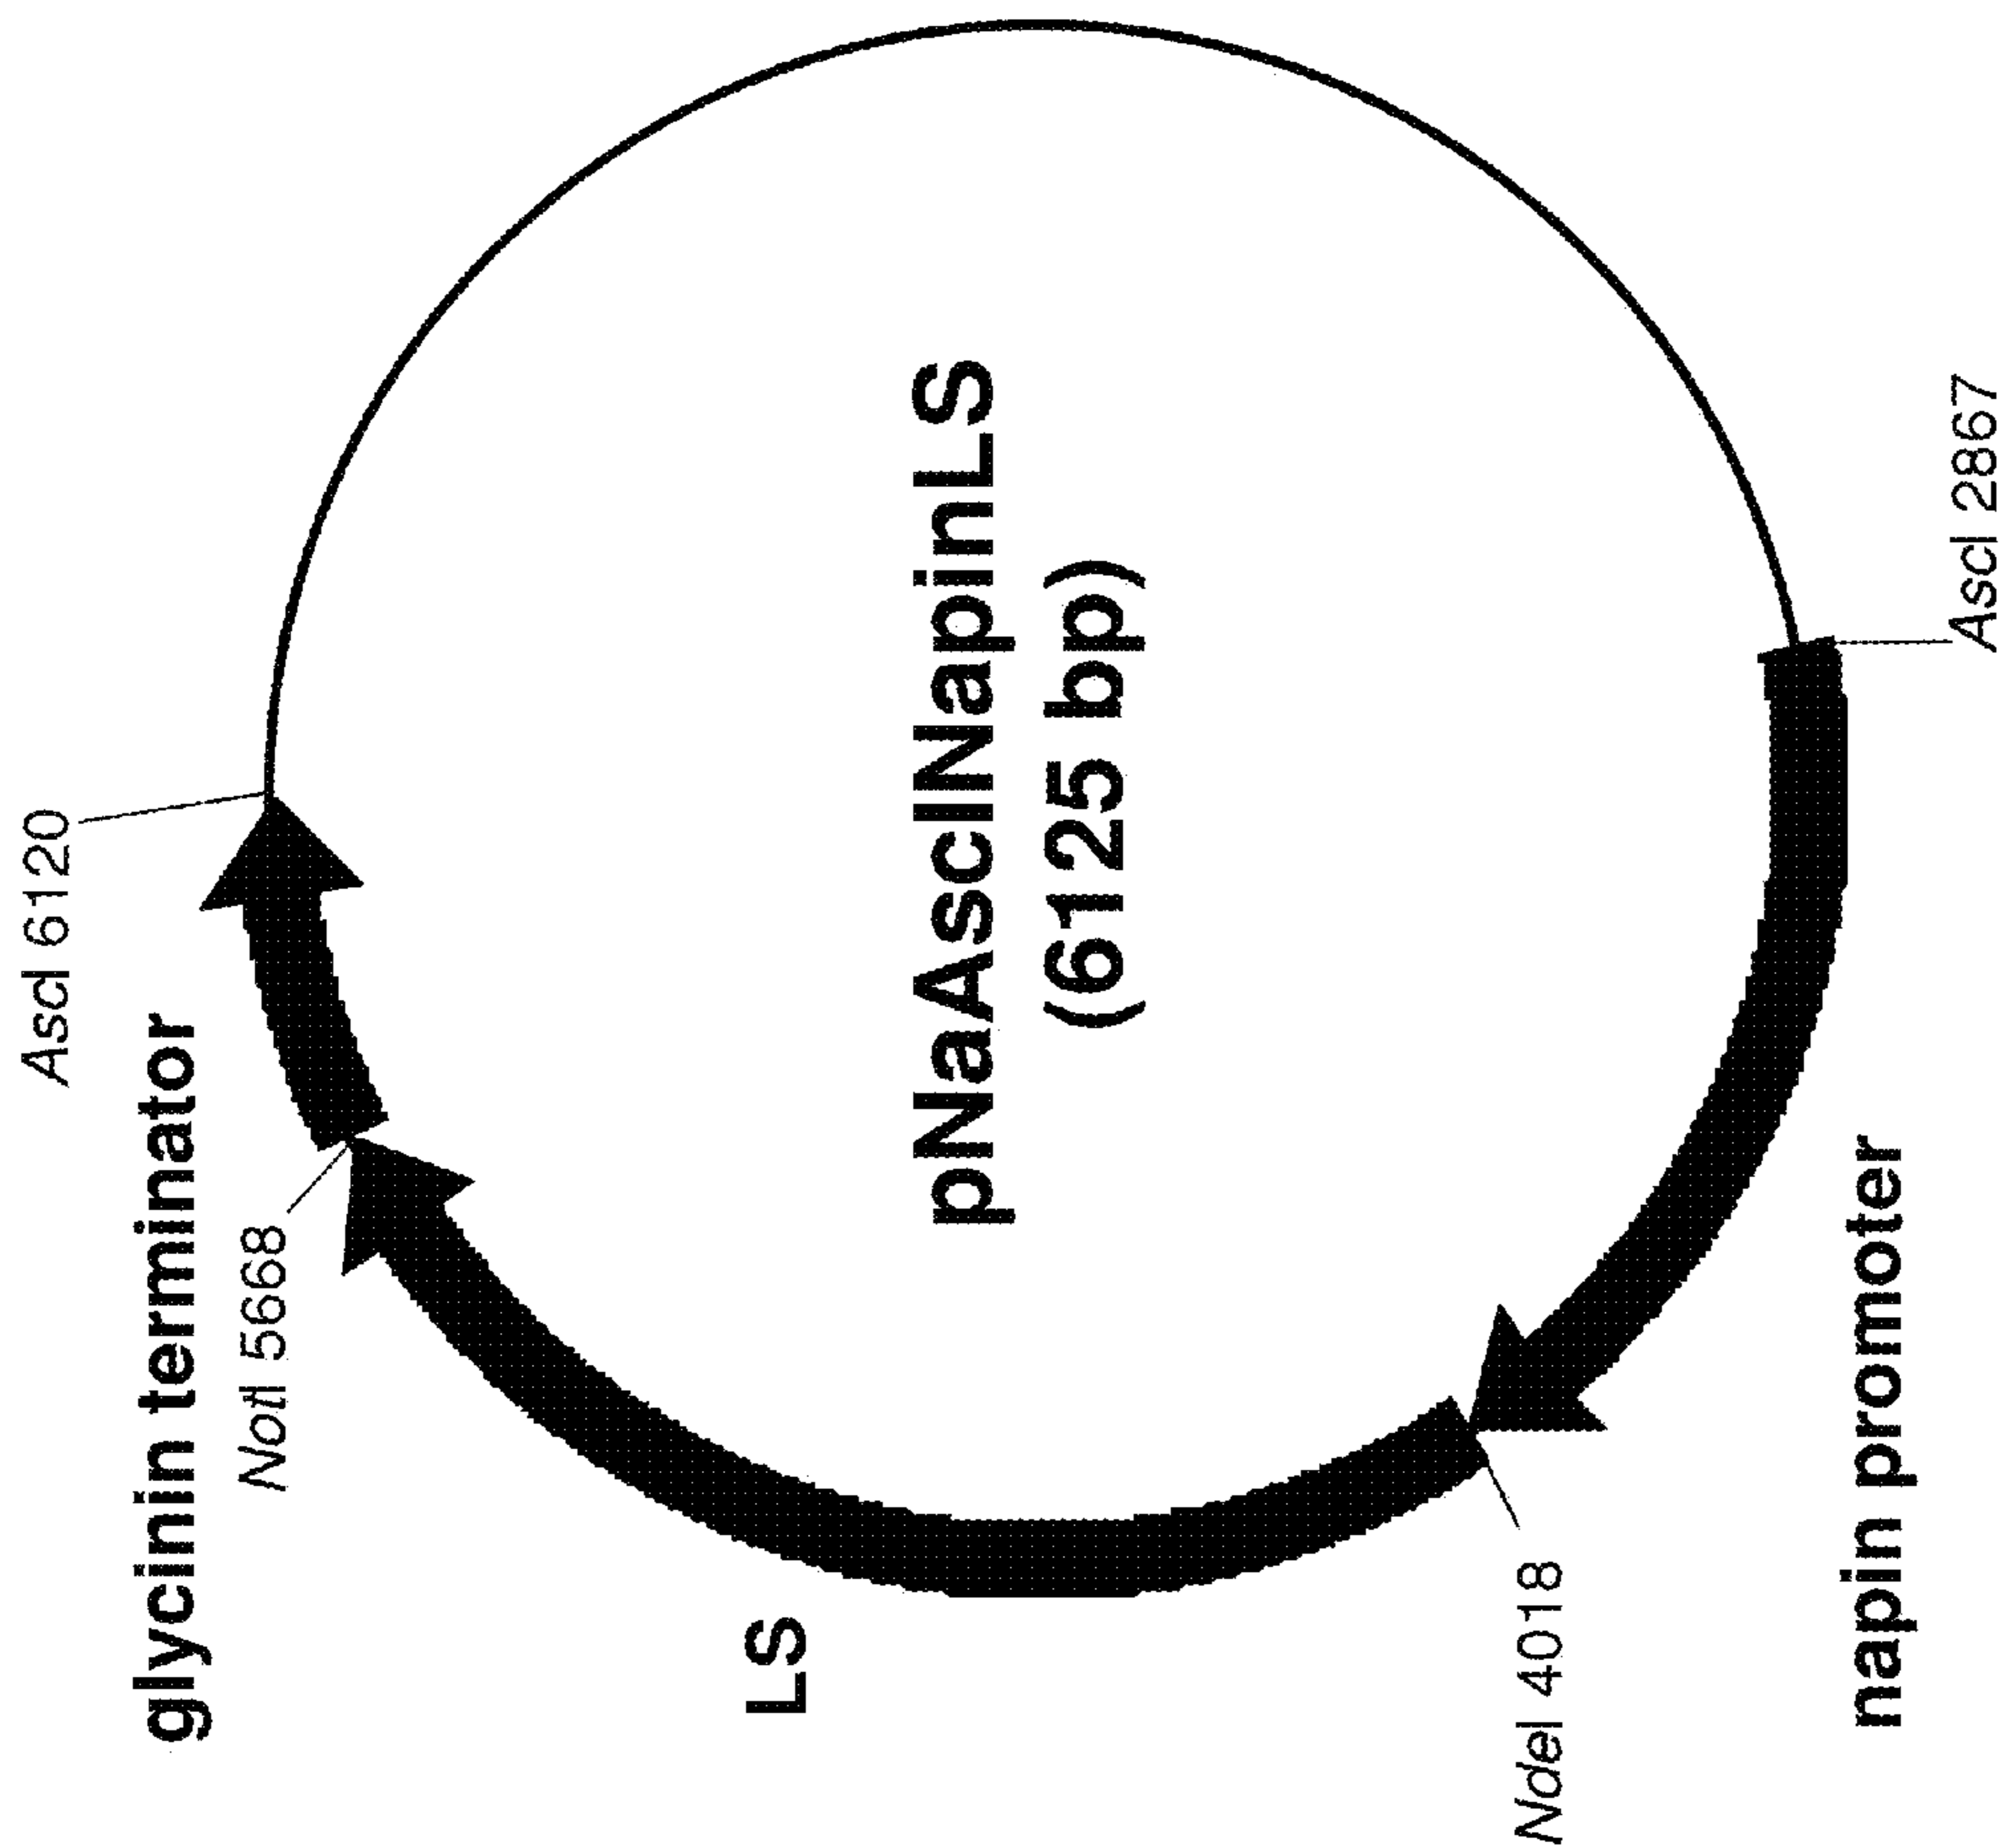 AscI 6120
glycinin terminator
NotI 5668
LS
pNaAscINapinLS
(6125 bp)
NdeI 4018
napin promoter
AscI 2867